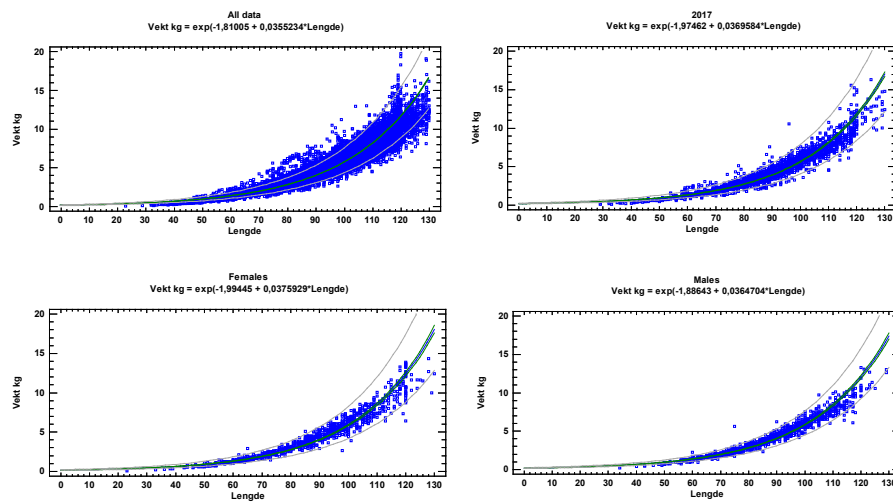 All data
Vekt kg = exp(-1,81005 + 0,0355234*Lengde)
Vekt kg
20
15
10
5
0
0 10 20 30 40 50 60 70 80 90 100 110 120 130
Lengde
2017
Vekt kg = exp(-1,97462 + 0,0369584*Lengde)
Vekt kg
20
15
10
5
0
0 10 20 30 40 50 60 70 80 90 100 110 120 130
Lengde
Females
Vekt kg = exp(-1,99445 + 0,0375929*Lengde)
Vekt kg
20
15
10
5
0
0 10 20 30 40 50 60 70 80 90 100 110 120 130
Lengde
Males
Vekt kg = exp(-1,88643 + 0,0364704*Lengde)
Vekt kg
20
15
10
5
0
0 10 20 30 40 50 60 70 80 90 100 110 120 130
Lengde